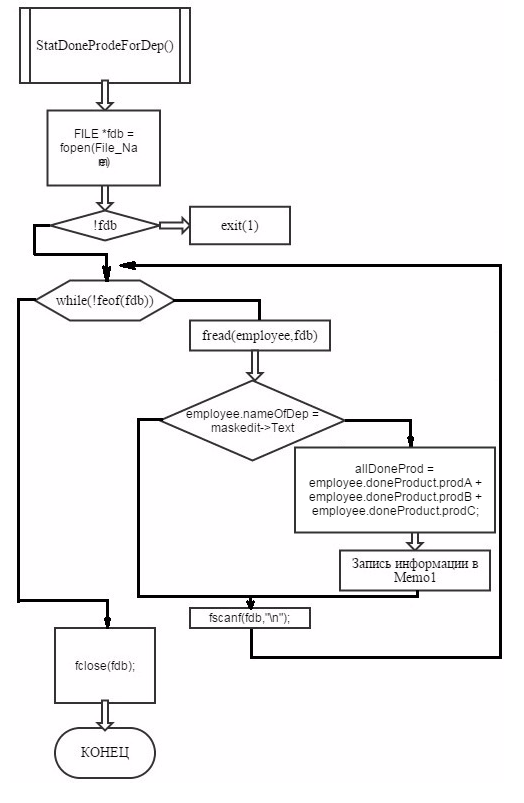 StatDoneProdeForDep()
FILE *fdb =
fopen(File_Na
me)
!fdb
exit(1)
while(!feof(fdb))
fread(employee,fdb)
employee.nameOfDep =
maskedit->Text
allDoneProd =
employee.doneProduct.prodA +
employee.doneProduct.prodB +
employee.doneProduct.prodC;
Запись информации в
Memo1
fscanf(fdb,"\n");
fclose(fdb);
КОНЕЦ